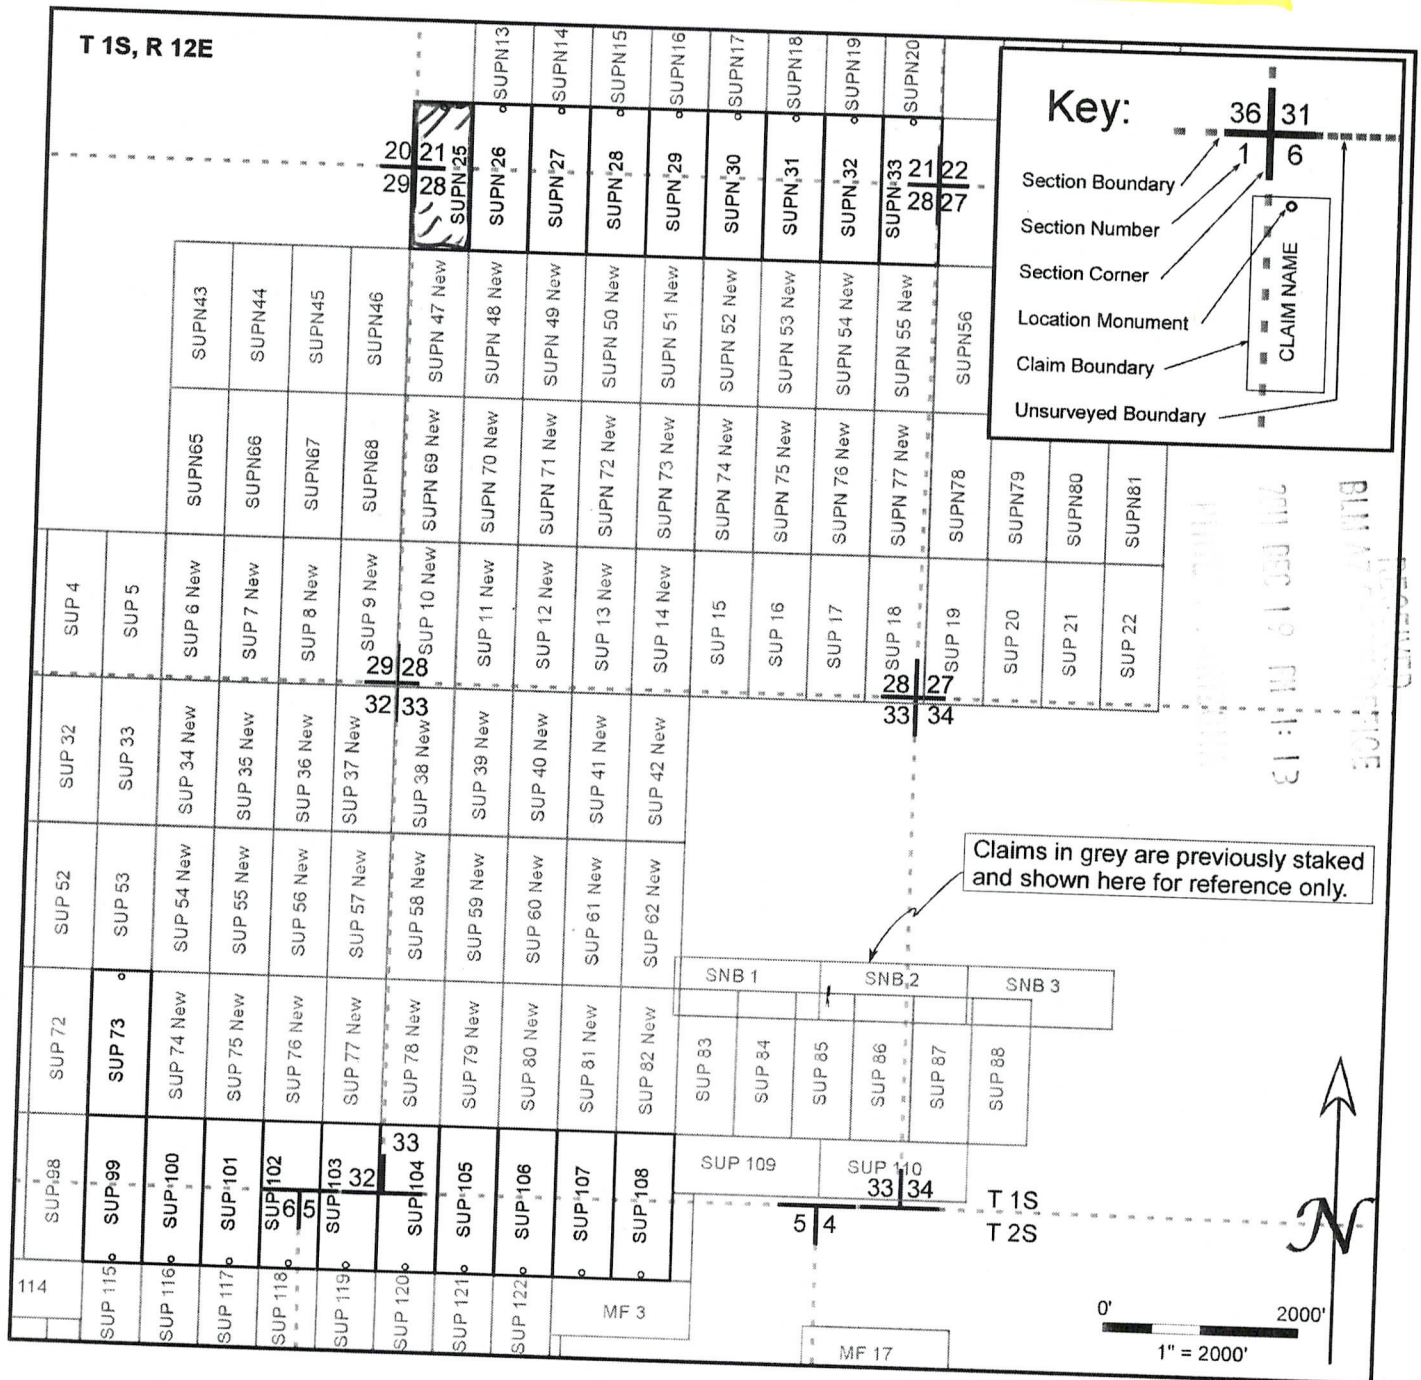 T 1S, R 12E
SUPN13
SUPN14
SUPN15
SUPN16
SUPN17
SUPN18
SUPN19
SUPN20
20 21
29 28
SUPN 25
SUPN 26
SUPN 27
SUPN 28
SUPN 29
SUPN 30
SUPN 31
SUPN 32
SUPN 33
21 22
28 27
Key:
36 31
1 6
Section Boundary
Section Number
Section Corner
Location Monument
Claim Boundary
Unsurveyed Boundary
CLAIM NAME
SUPN43
SUPN44
SUPN45
SUPN46
SUPN 47 New
SUPN 48 New
SUPN 49 New
SUPN 50 New
SUPN 51 New
SUPN 52 New
SUPN 53 New
SUPN 54 New
SUPN 55 New
SUPN56
SUPN65
SUPN66
SUPN67
SUPN68
SUPN 69 New
SUPN 70 New
SUPN 71 New
SUPN 72 New
SUPN 73 New
SUPN 74 New
SUPN 75 New
SUPN 76 New
SUPN 77 New
SUPN78
SUPN79
SUPN80
SUPN81
SUP 4
SUP 5
SUP 6 New
SUP 7 New
SUP 8 New
SUP 9 New
SUP 10 New
SUP 11 New
SUP 12 New
SUP 13 New
SUP 14 New
SUP 15
SUP 16
SUP 17
SUP 18
SUP 19
SUP 20
SUP 21
SUP 22
29 28
32 33
28 27
33 34
SUP 32
SUP 33
SUP 34 New
SUP 35 New
SUP 36 New
SUP 37 New
SUP 38 New
SUP 39 New
SUP 40 New
SUP 41 New
SUP 42 New
Claims in grey are previously staked
and shown here for reference only.
SUP 52
SUP 53
SUP 54 New
SUP 55 New
SUP 56 New
SUP 57 New
SUP 58 New
SUP 59 New
SUP 60 New
SUP 61 New
SUP 62 New
SNB 1
SNB 2
SNB 3
SUP 72
SUP 73
SUP 74 New
SUP 75 New
SUP 76 New
SUP 77 New
SUP 78 New
SUP 79 New
SUP 80 New
SUP 81 New
SUP 82 New
SUP 83
SUP 84
SUP 85
SUP 86
SUP 87
SUP 88
SUP 98
SUP 99
SUP 100
SUP 101
SUP 102
SUP 103
SUP 104
SUP 105
SUP 106
SUP 107
SUP 108
SUP 109
SUP 110
33
32
6 5
33 34
5 4
T 1S
T 2S
114
SUP 115
SUP 116
SUP 117
SUP 118
SUP 119
SUP 120
SUP 121
SUP 122
MF 3
MF 17
N
0' 2000'
1" = 2000'